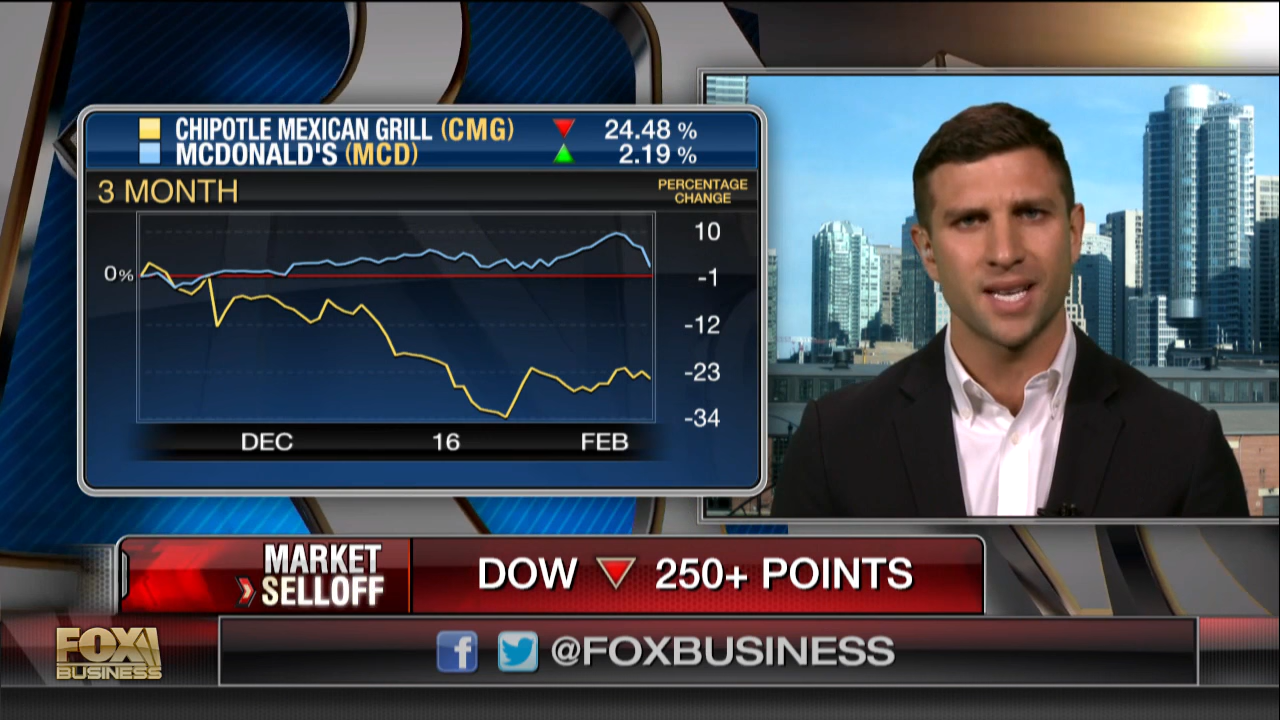 CHIPOTLE MEXICAN GRILL (CMG) 24.48 %
MCDONALD'S (MCD) 2.19 %
3 MONTH
PERCENTAGE
CHANGE
0%
10
-1
-12
-23
-34
DEC 16 FEB
MARKET
SELLOFF
DOW 250+ POINTS
FOX
BUSINESS
f @FOXBUSINESS